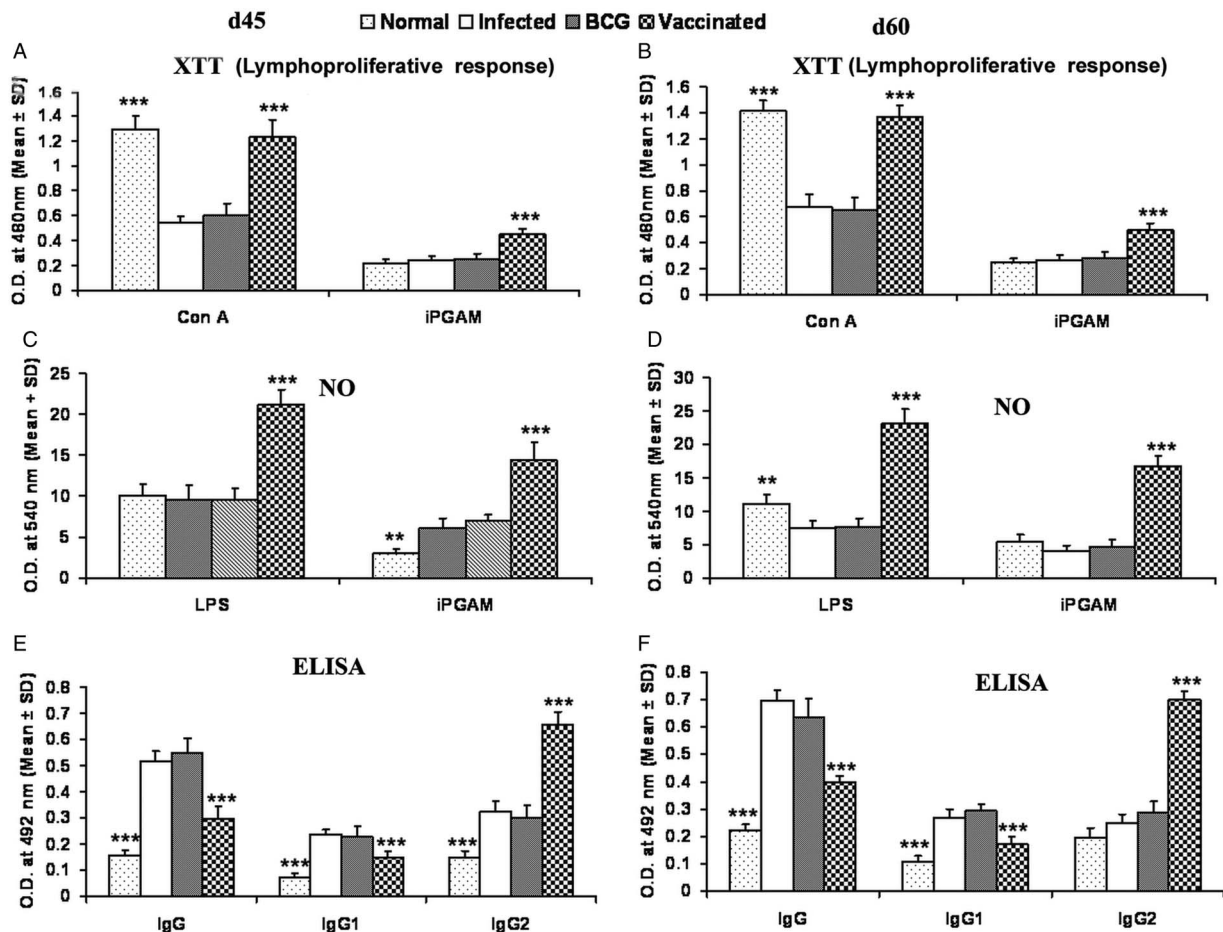 d45
Normal Infected BCG Vaccinated
d60
A
XTT (Lymphoproliferative response)
O.D. at 480nm (Mean ± SD)
1.6
1.4
1.2
1
0.8
0.6
0.4
0.2
0
***
***
***
Con A
iPGAM
B
XTT (Lymphoproliferative response)
O.D. at 480nm (Mean ± SD)
1.6
1.4
1.2
1
0.8
0.6
0.4
0.2
0
***
***
***
Con A
iPGAM
C
NO
O.D. at 540 nm (Mean + SD)
25
20
15
10
5
0
***
**
***
LPS
iPGAM
D
NO
O.D. at 540nm (Mean ± SD)
30
25
20
15
10
5
0
**
***
***
LPS
iPGAM
E
ELISA
O.D. at 492 nm (Mean ± SD)
0.8
0.7
0.6
0.5
0.4
0.3
0.2
0.1
0
***
***
***
***
***
***
IgG
IgG1
IgG2
F
ELISA
O.D. at 492 nm (Mean ± SD)
0.8
0.7
0.6
0.5
0.4
0.3
0.2
0.1
0
***
***
***
***
***
IgG
IgG1
IgG2